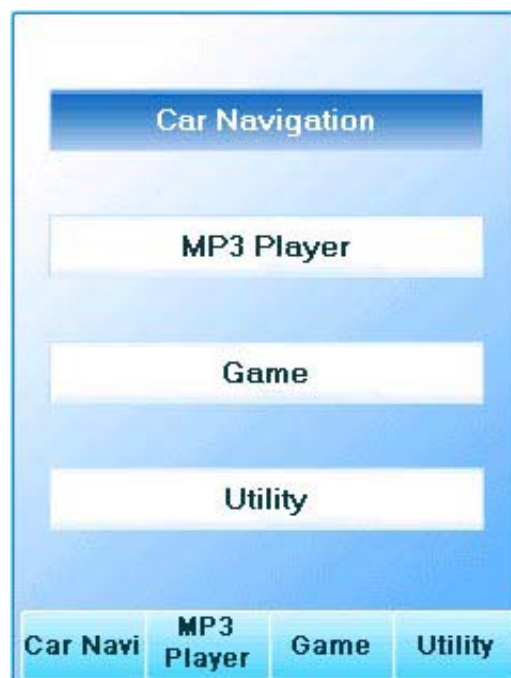 Car Navigation
MP3 Player
Game
Utility
Car Navi
MP3
Player
Game
Utility